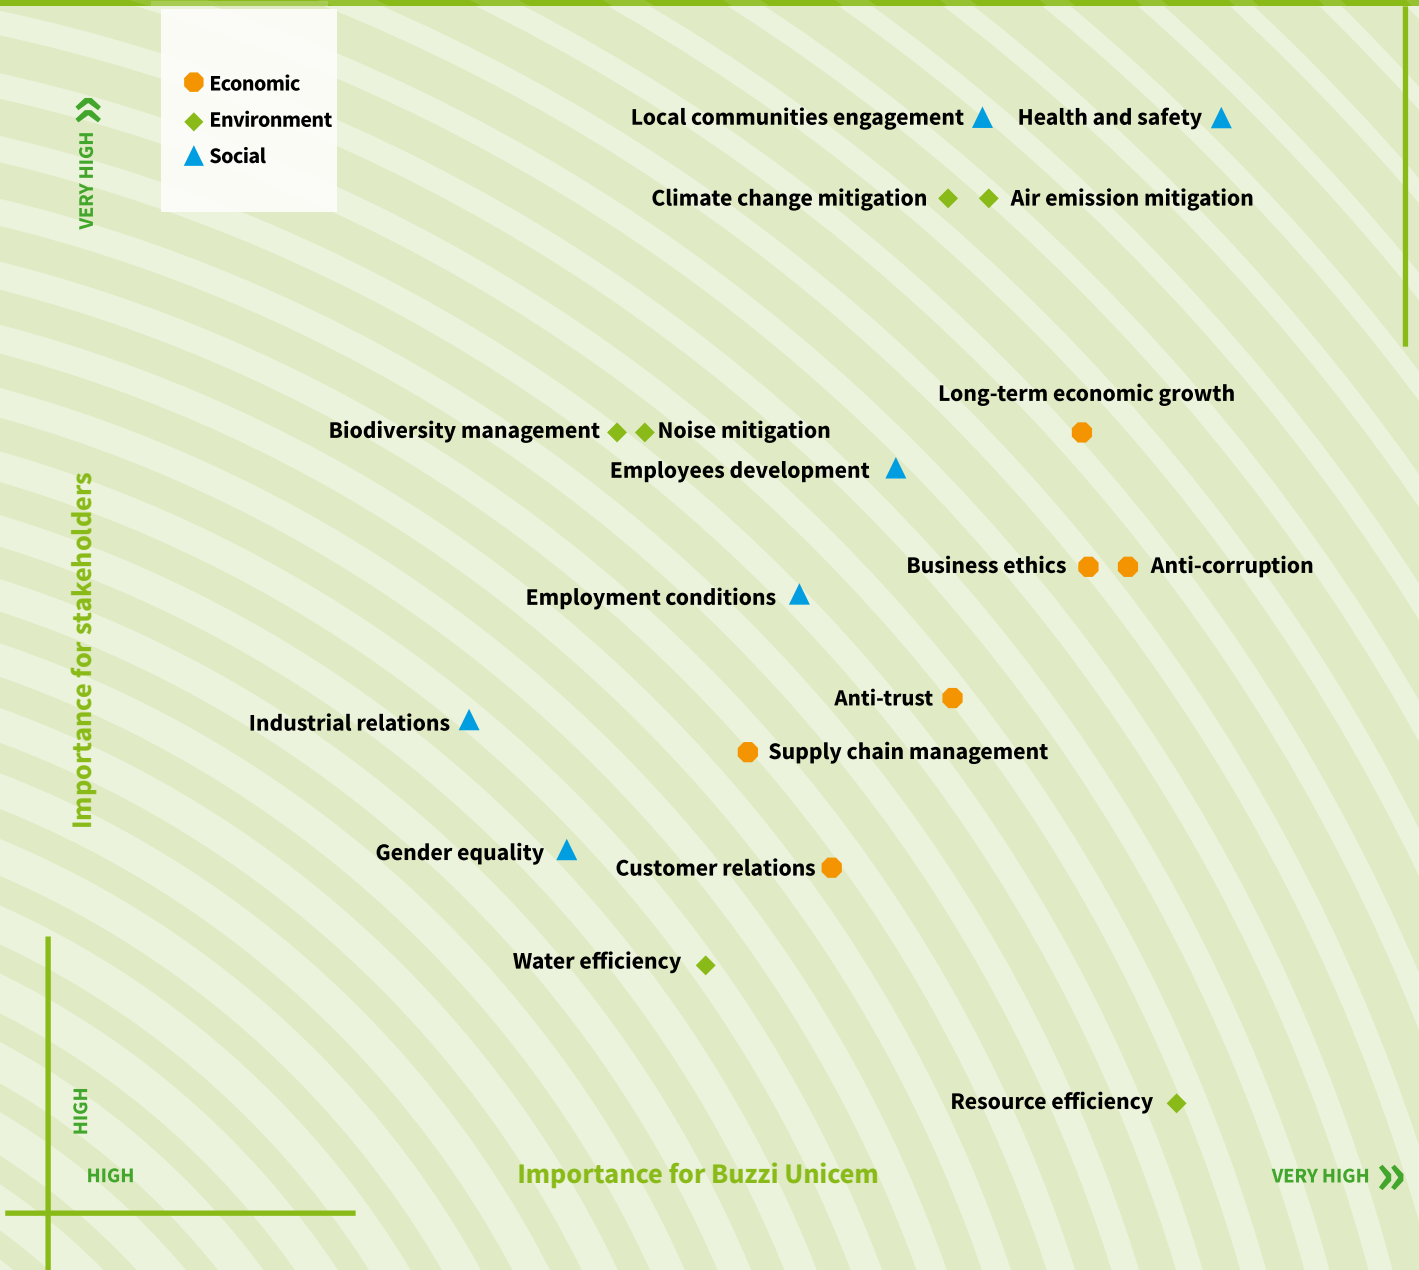 Economic
Environment
Social
VERY HIGH
Local communities engagement
Health and safety
Climate change mitigation
Air emission mitigation
Long-term economic growth
Biodiversity management
Noise mitigation
Employees development
Business ethics
Anti-corruption
Employment conditions
Importance for stakeholders
Anti-trust
Industrial relations
Supply chain management
Gender equality
Customer relations
Water efficiency
Resource efficiency
HIGH
HIGH
Importance for Buzzi Unicem
VERY HIGH